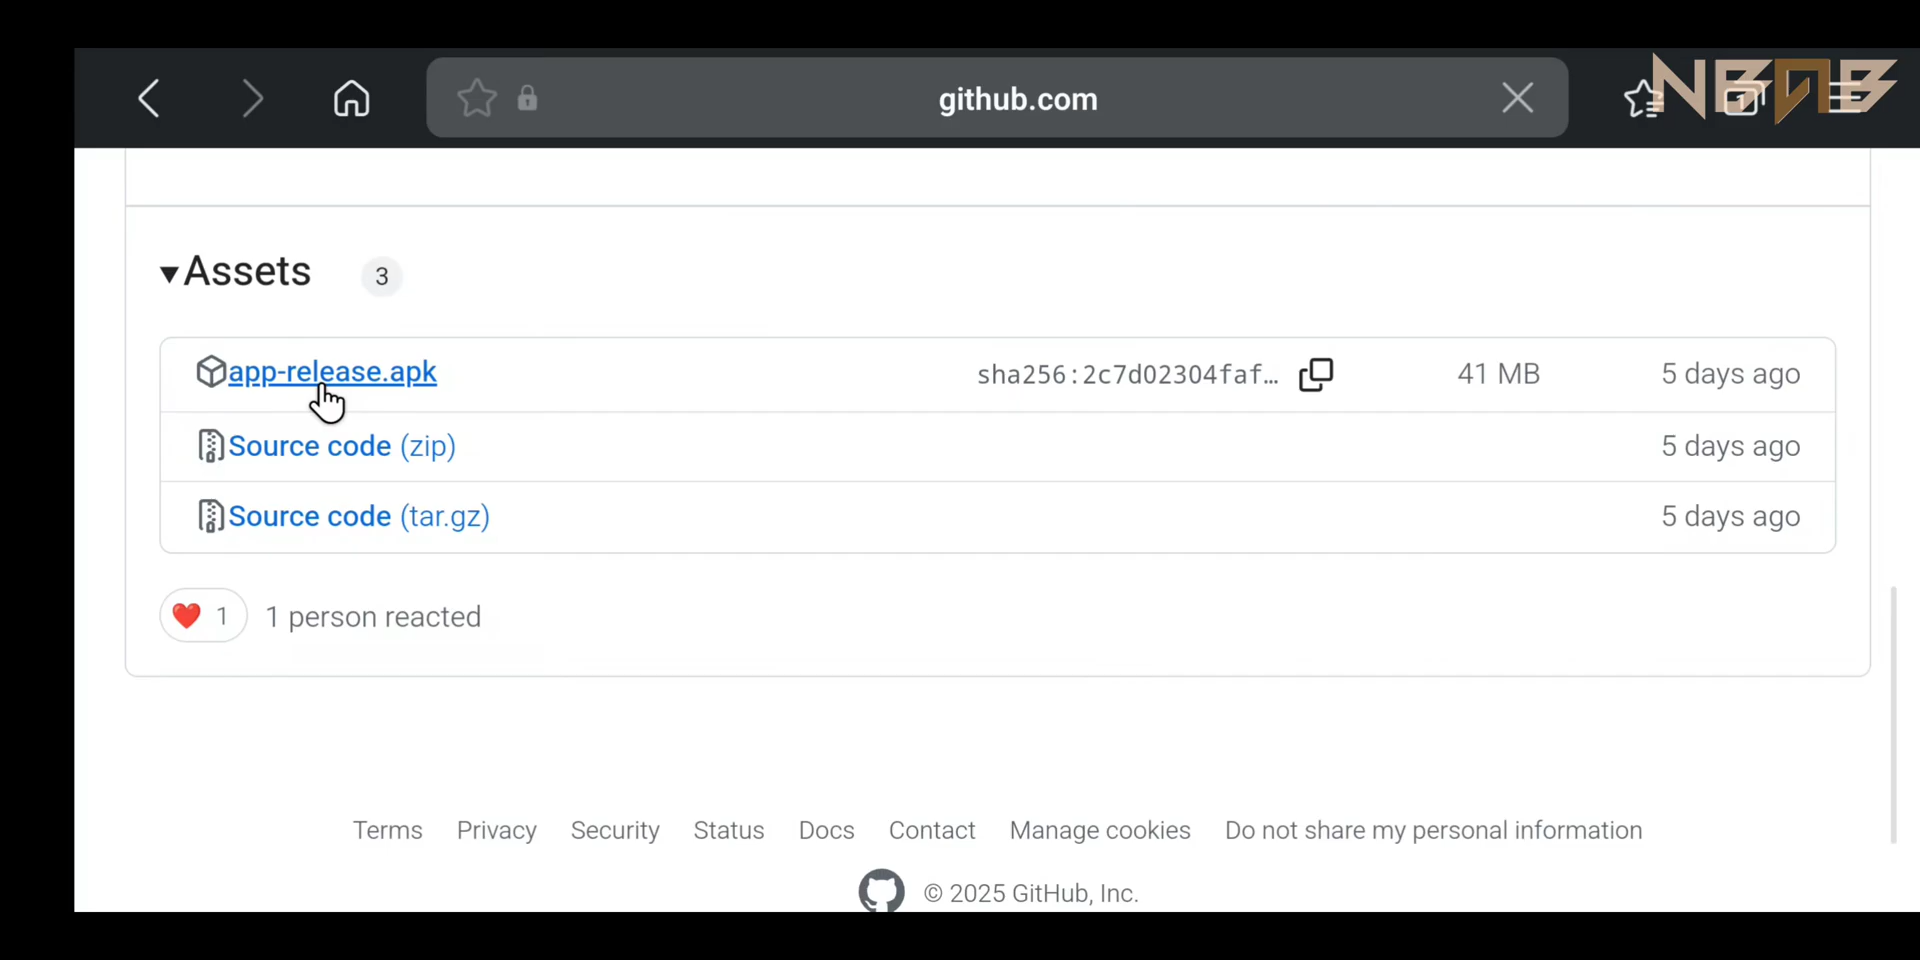 github.com
NBAB
Assets 3
app-release.apk sha256:2c7d02304faf… 41 MB 5 days ago
Source code (zip) 5 days ago
Source code (tar.gz) 5 days ago
❤️ 1 1 person reacted
Terms Privacy Security Status Docs Contact Manage cookies Do not share my personal information
© 2025 GitHub, Inc.